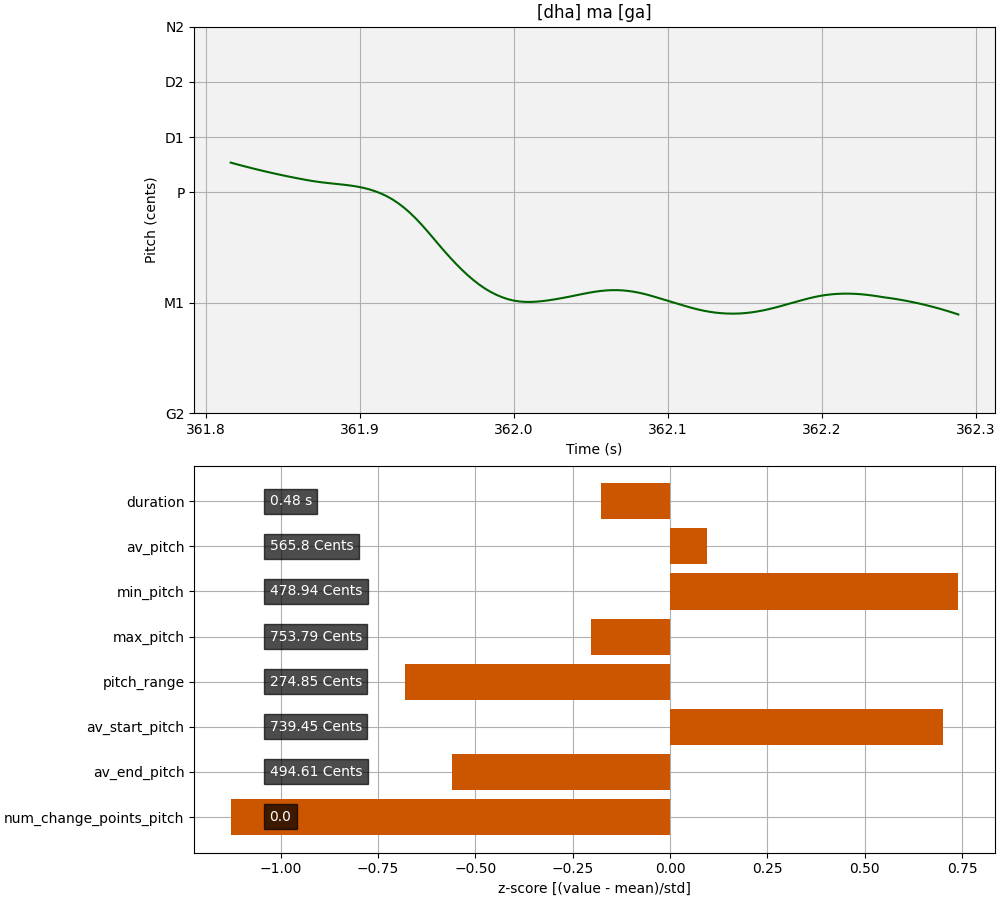 [dha] ma [ga]
N2
D2
D1
P
M1
G2
Pitch (cents)
361.8 361.9 362.0 362.1 362.2 362.3
Time (s)
duration 0.48 s
av_pitch 565.8 Cents
min_pitch 478.94 Cents
max_pitch 753.79 Cents
pitch_range 274.85 Cents
av_start_pitch 739.45 Cents
av_end_pitch 494.61 Cents
num_change_points_pitch 0.0
−1.00 −0.75 −0.50 −0.25 0.00 0.25 0.50 0.75
z-score [(value - mean)/std]